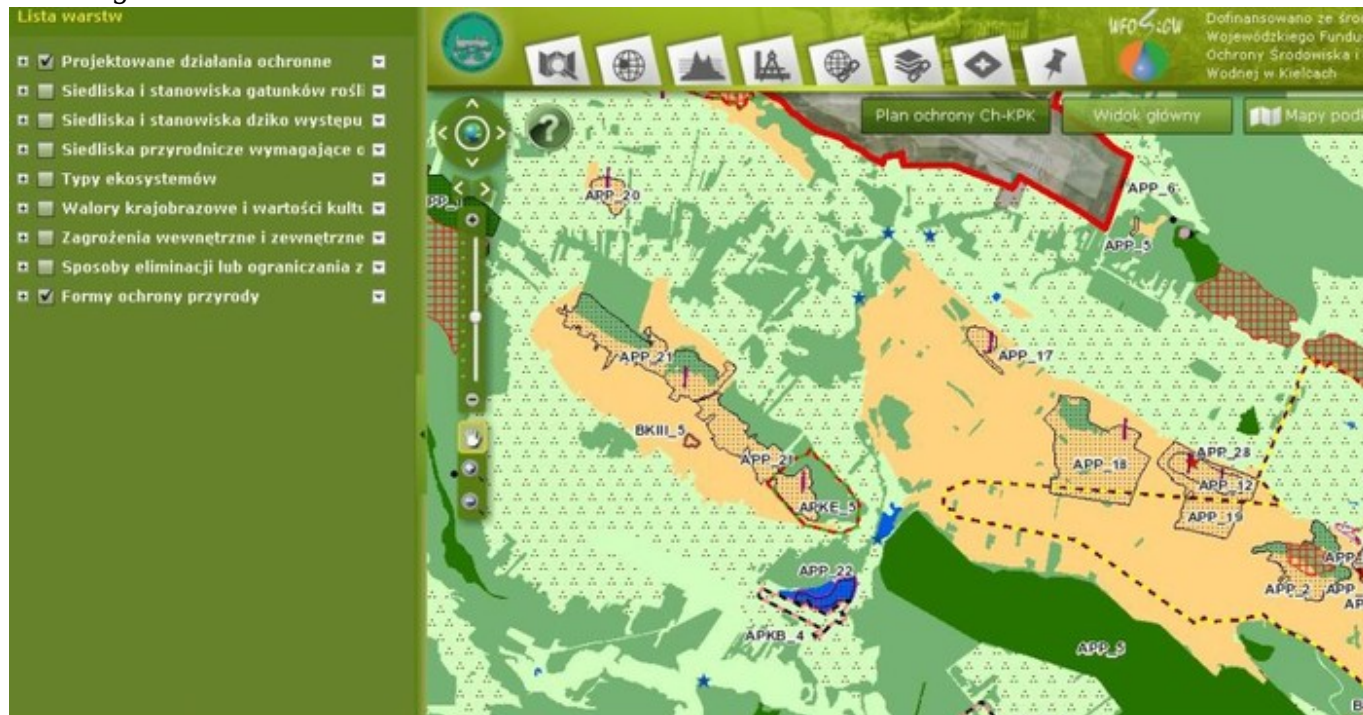 Lista warstw
Projektowane działania ochronne
Siedliska i stanowiska gatunków rośli
Siedliska i stanowiska dziko występu
Siedliska przyrodnicze wymagające o
Typy ekosystemów
Walory krajobrazowe i wartości kultu
Zagrożenia wewnętrzne i zewnętrzne
Sposoby eliminacji lub ograniczania z
Formy ochrony przyrody
WFOŚiGW
Dofinansowano ze środ
Wojewódzkiego Fundu
Ochrony Środowiska i
Wodnej w Kielcach
Plan ochrony Ch-KPK
Widok główny
Mapy podk
APP_20
APP_6
APP_5
APP_21
APP_17
BKIII_5
APP_21
APP_18
APP_28
APP_12
APKE_5
APP_19
APP_22
APP_2
APKB_4
APP_5